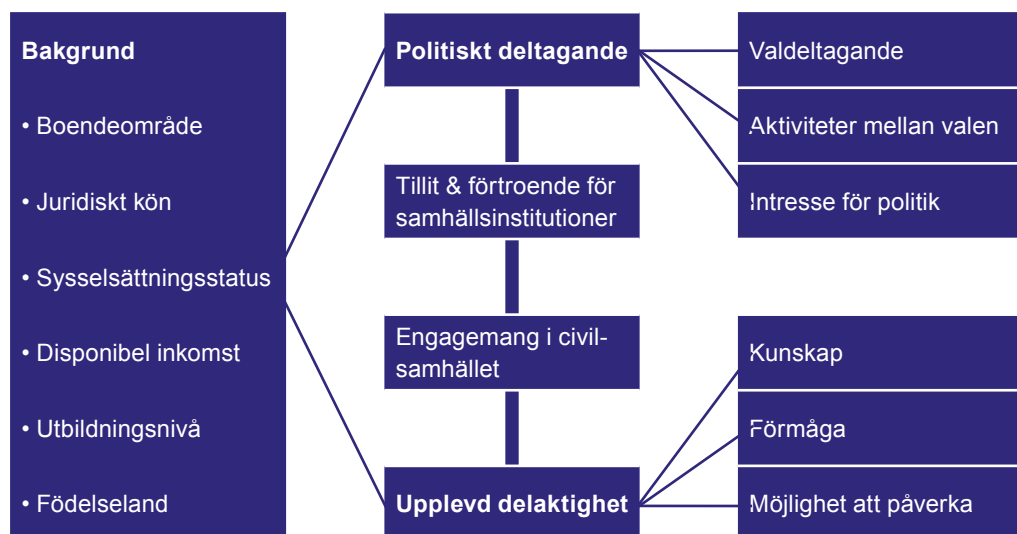 Bakgrund
• Boendeområde
• Juridiskt kön
• Sysselsättningsstatus
• Disponibel inkomst
• Utbildningsnivå
• Födelseland
Politiskt deltagande
Tillit & förtroende för
samhällsinstitutioner
Engagemang i civil-
samhället
Upplevd delaktighet
Valdeltagande
Aktiviteter mellan valen
Intresse för politik
Kunskap
Förmåga
Möjlighet att påverka